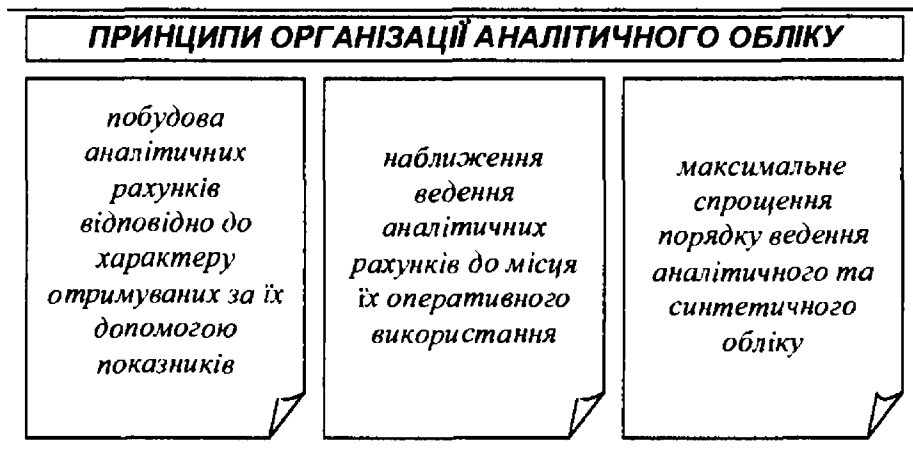 ПРИНЦИПИ ОРГАНІЗАЦІЇ АНАЛІТИЧНОГО ОБЛІКУ
побудова
аналітичних
рахунків
відповідно до
характеру
отримуваних за їх
допомогою
показників
наближення
ведення
аналітичних
рахунків до місця
їх оперативного
використання
максимальне
спрощення
порядку ведення
аналітичного та
синтетичного
обліку